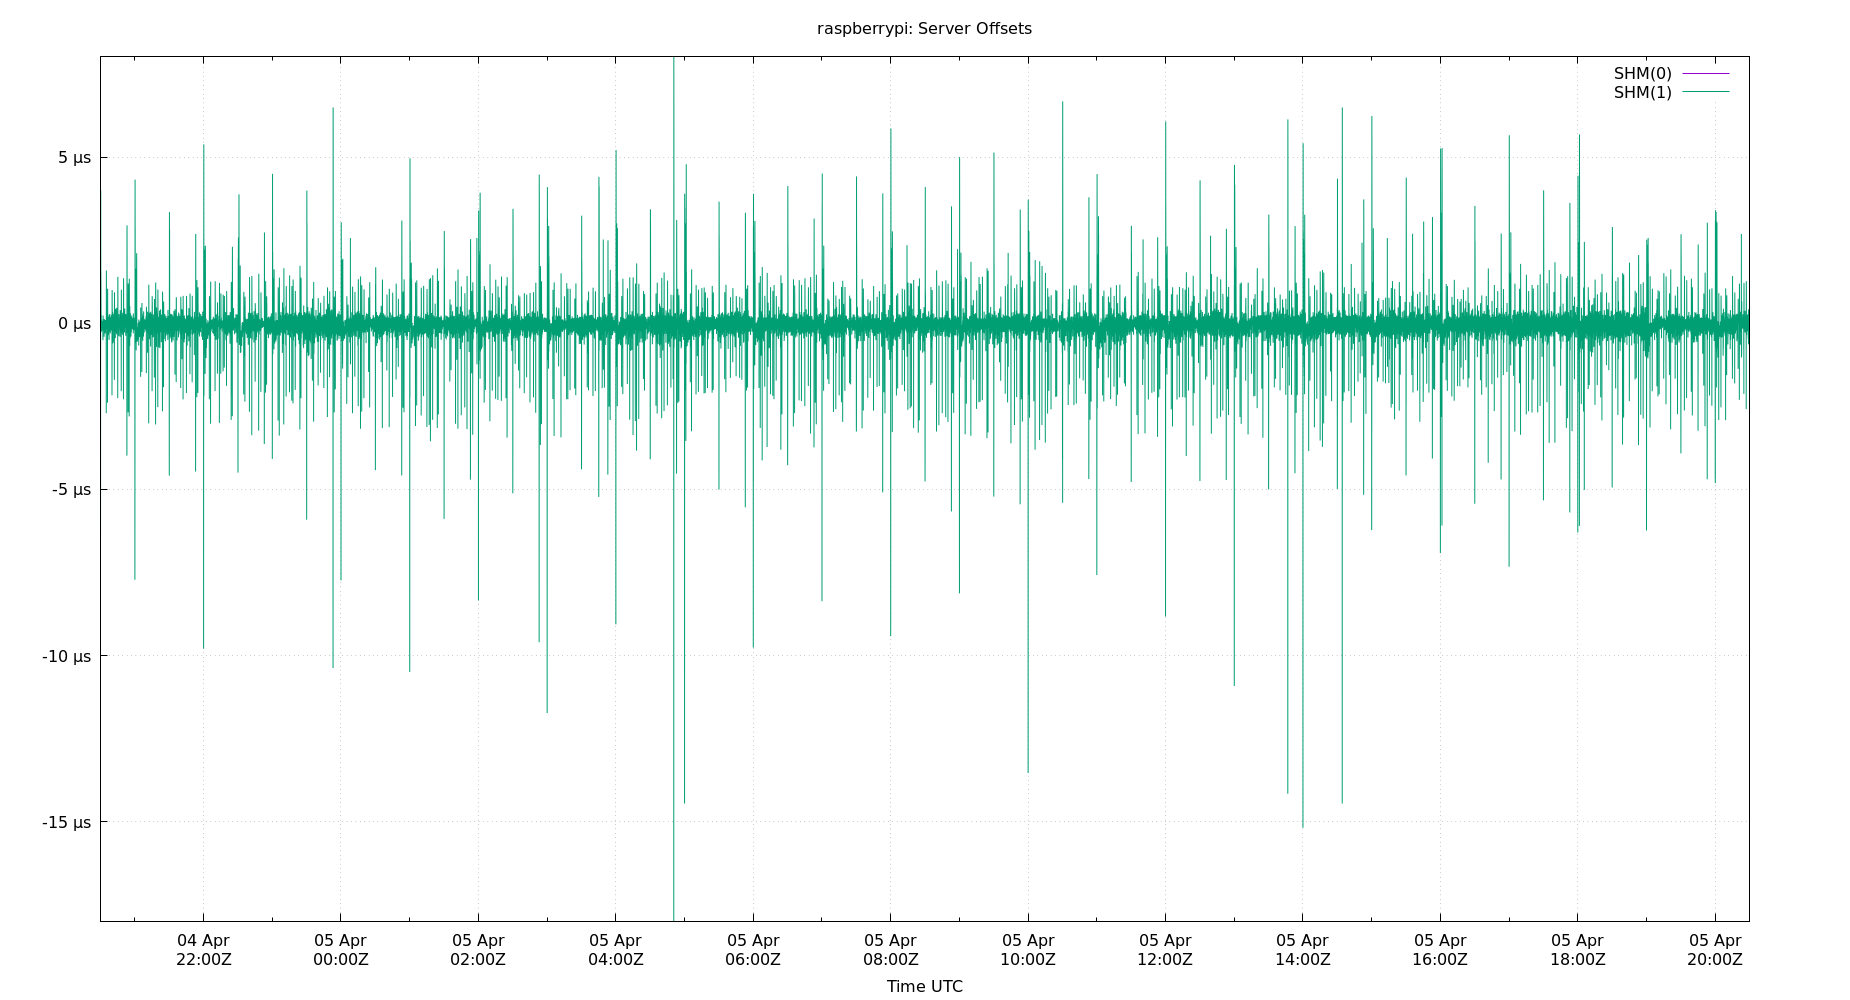 raspberrypi: Server Offsets
SHM(0)
SHM(1)
5 µs
0 µs
-5 µs
-10 µs
-15 µs
04 Apr 05 Apr 05 Apr 05 Apr 05 Apr 05 Apr 05 Apr 05 Apr 05 Apr 05 Apr 05 Apr 05 Apr
22:00Z 00:00Z 02:00Z 04:00Z 06:00Z 08:00Z 10:00Z 12:00Z 14:00Z 16:00Z 18:00Z 20:00Z
Time UTC